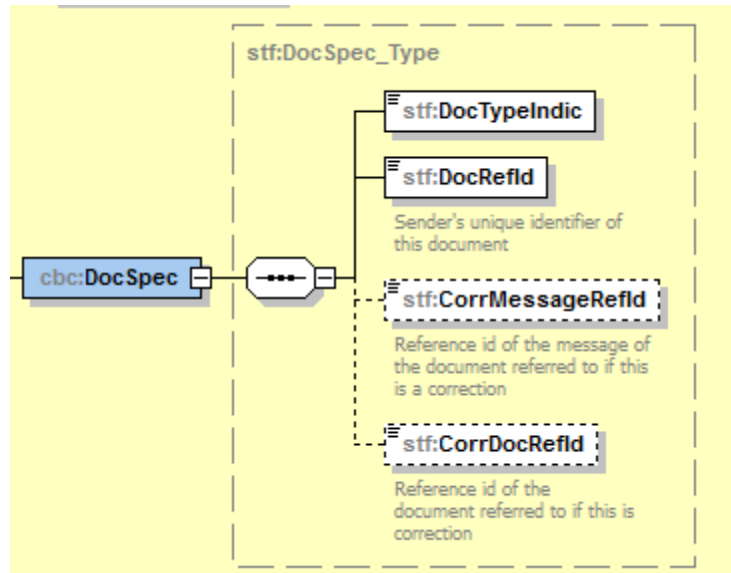 stf:DocSpec_Type
stf:DocTypeIndic
stf:DocRefId
Sender's unique identifier of
this document
cbc:DocSpec
stf:CorrMessageRefId
Reference id of the message of
the document referred to if this
is a correction
stf:CorrDocRefId
Reference id of the
document referred to if this is
correction